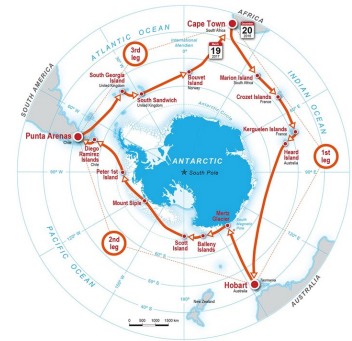 Cape Town
South Africa
AFRICA
20
19
ATLANTIC OCEAN
International
Meridian
0°
3rd
leg
Bouvet
Island
Norway
Marion Island
South Africa
INDIAN OCEAN
South Georgia
Island
United Kingdom
South Sandwich
United Kingdom
Crozet Islands
France
SOUTH AMERICA
Kerguelen Islands
France
Punta Arenas
Chile
Heard
Island
Australia
Diego
Ramirez
Islands
Chile
ANTARCTIC
South Pole
1st
leg
Peter 1st
Island
Mount Siple
Mertz
Glacier
2nd
leg
Scott
Island
Balleny
Islands
PACIFIC OCEAN
Hobart
Australia
Tasmania
AUSTRALIA
New Zealand
0 500 1000 1500 km